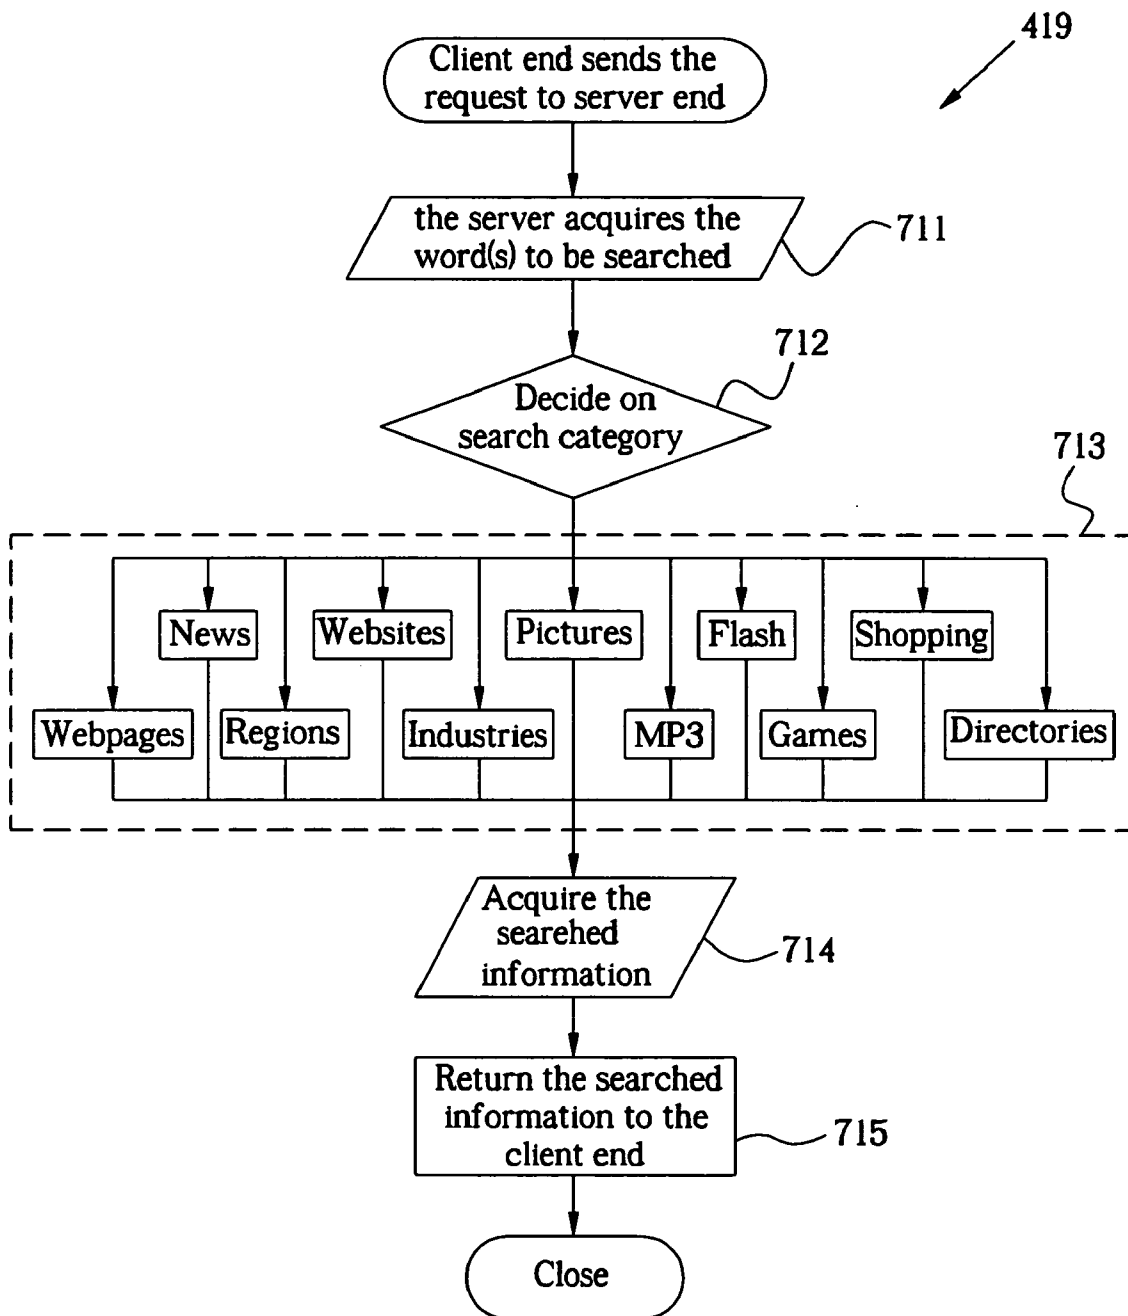 419
Client end sends the
request to server end
the server acquires the
word(s) to be searched
711
712
Decide on
search category
713
News
Websites
Pictures
Flash
Shopping
Webpages
Regions
Industries
MP3
Games
Directories
Acquire the
searehed
information
714
Return the searched
information to the
client end
715
Close